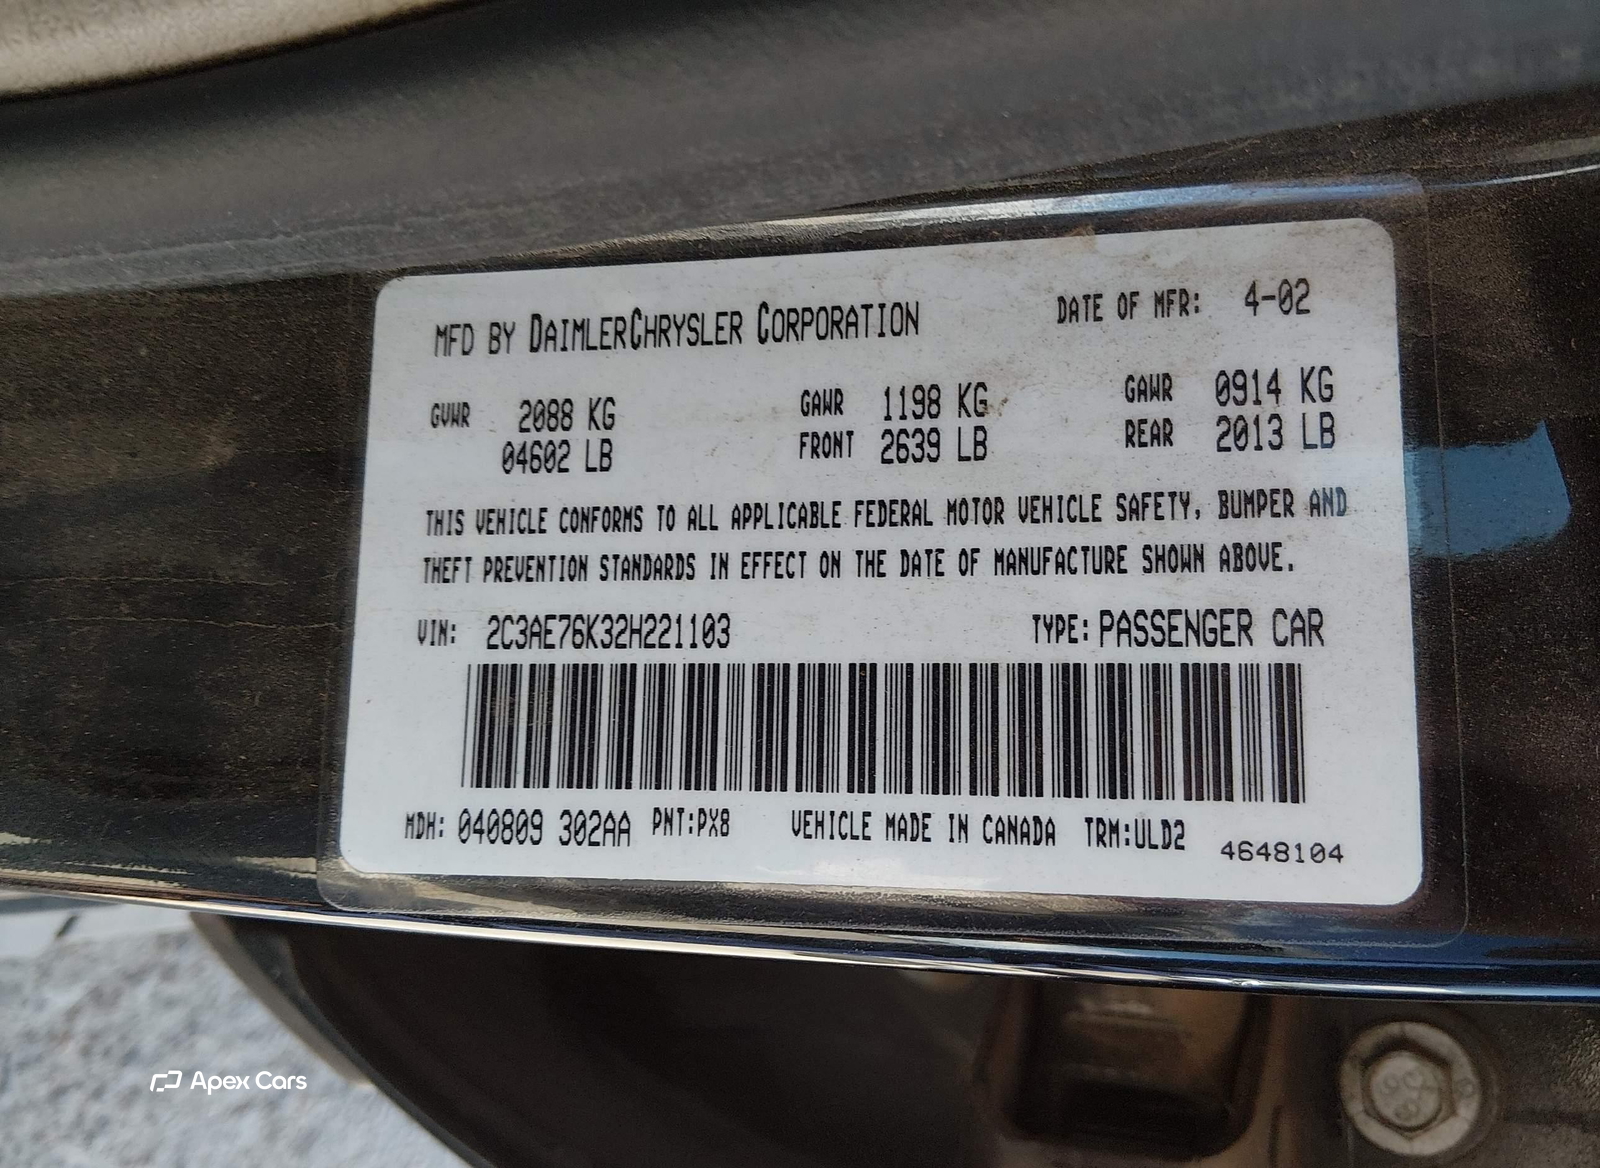 MFD BY DAIMLERCHRYSLER CORPORATION DATE OF MFR: 4-02
GVWR 2088 KG GAWR 1198 KG GAWR 0914 KG
04602 LB FRONT 2639 LB REAR 2013 LB
THIS VEHICLE CONFORMS TO ALL APPLICABLE FEDERAL MOTOR VEHICLE SAFETY, BUMPER AND
THEFT PREVENTION STANDARDS IN EFFECT ON THE DATE OF MANUFACTURE SHOWN ABOVE.
VIN: 2C3AE76K32H221103 TYPE: PASSENGER CAR
MDH: 040809 302AA PNT:PX8 VEHICLE MADE IN CANADA TRM:ULD2 4648104
Apex Cars